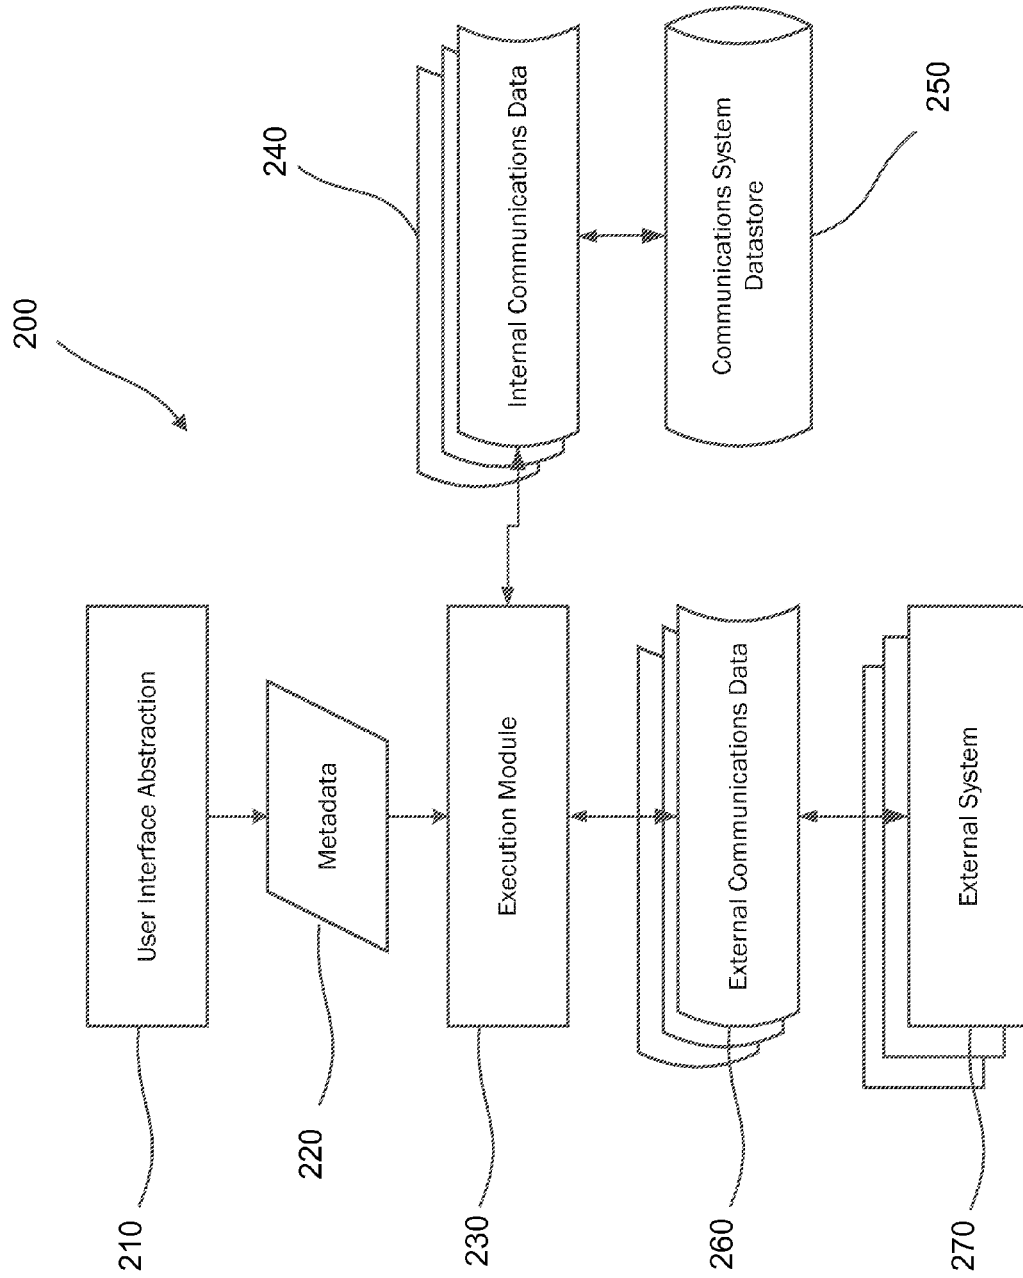 200
210
User Interface Abstraction
220
Metadata
230
Execution Module
240
Internal Communications Data
250
Communications System
Datastore
260
External Communications Data
270
External System